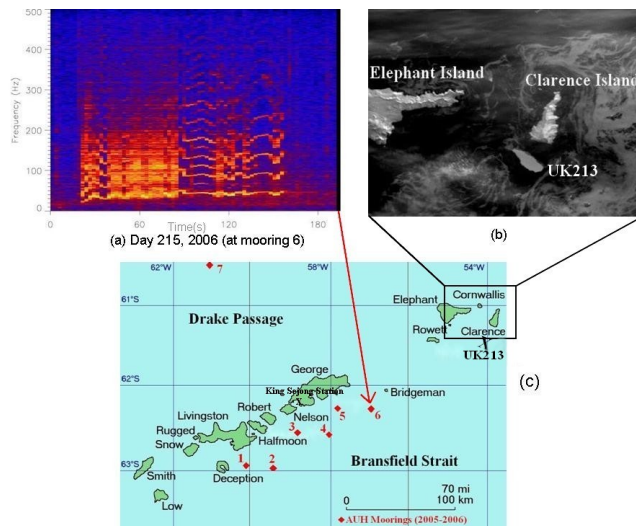 500
400
300
200
100
0
Frequency (Hz)
0
60
120
180
Time(s)
(a) Day 215, 2006 (at mooring 6)
Elephant Island
Clarence Island
UK213
(b)
62°W
58°W
54°W
7
61°S
Drake Passage
Elephant
Cornwallis
Rowett
Clarence
UK213
(c)
62°S
George
King Sejong Station
X
Bridgeman
Robert
Nelson
5
6
Livingston
3
4
Rugged
Halfmoon
Snow
63°S
1
2
Bransfield Strait
Smith
Deception
Low
70 mi
0
100 km
AUH Moorings (2005-2006)